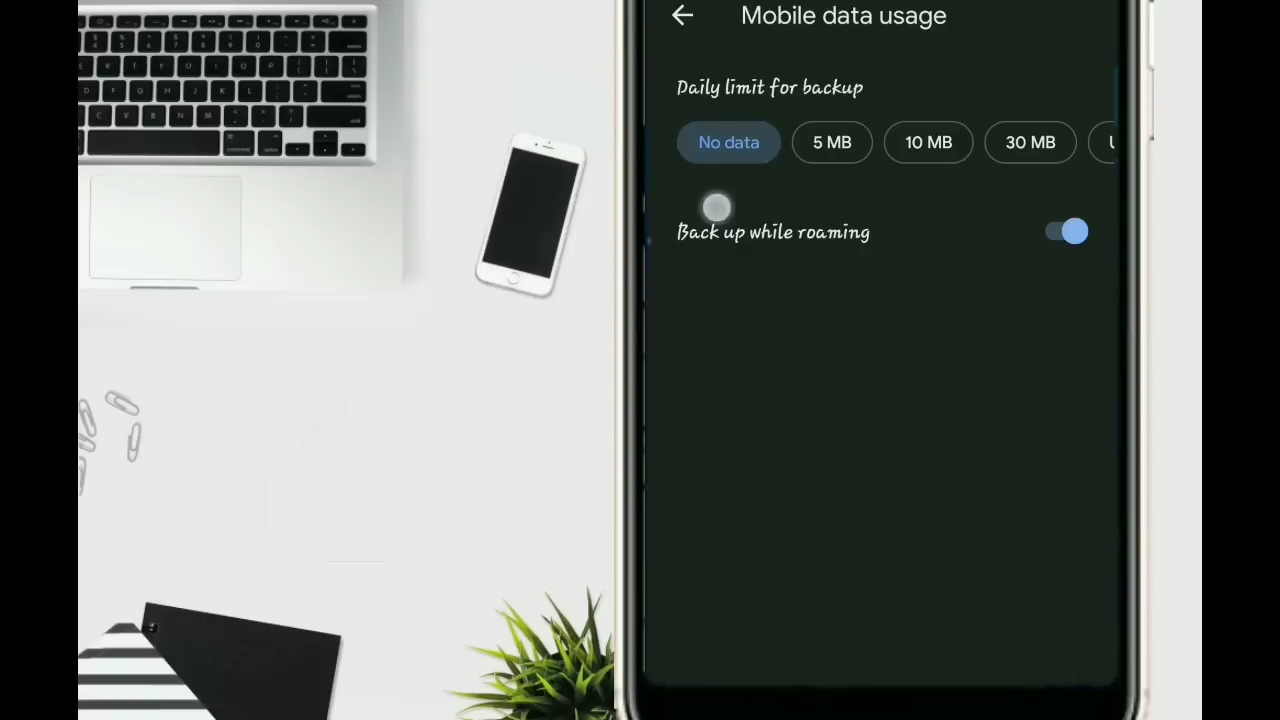 Mobile data usage
Daily limit for backup
No data 5 MB 10 MB 30 MB U
Back up while roaming